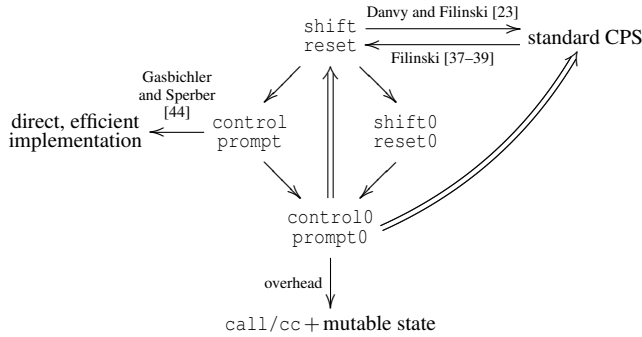 shift
reset
Danvy and Filinski [23]
Filinski [37–39]
standard CPS
Gasbichler
and Sperber
[44]
direct, efficient
implementation
control
prompt
shift0
reset0
control0
prompt0
overhead
call/cc + mutable state